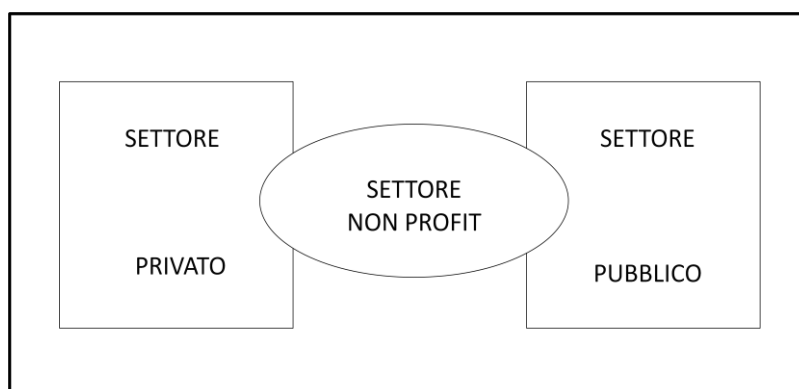 SETTORE
PRIVATO
SETTORE
NON PROFIT
SETTORE
PUBBLICO